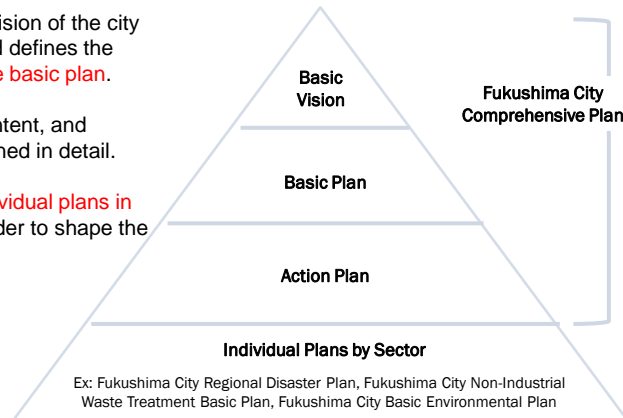 ision of the city
l defines the
e basic plan.
tent, and
ned in detail.
vidual plans in
der to shape the
Basic
Vision
Fukushima City
Comprehensive Plan
Basic Plan
Action Plan
Individual Plans by Sector
Ex: Fukushima City Regional Disaster Plan, Fukushima City Non-Industrial
Waste Treatment Basic Plan, Fukushima City Basic Environmental Plan